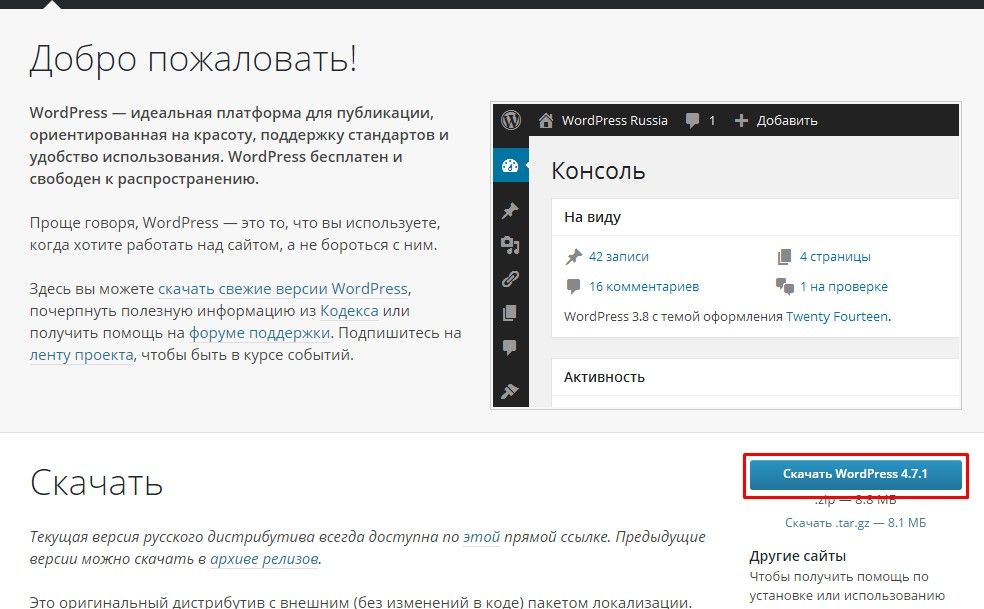 Добро пожаловать!
WordPress — идеальная платформа для публикации,
ориентированная на красоту, поддержку стандартов и
удобство использования. WordPress бесплатен и
свободен к распространению.
Проще говоря, WordPress — это то, что вы используете,
когда хотите работать над сайтом, а не бороться с ним.
Здесь вы можете скачать свежие версии WordPress,
почерпнуть полезную информацию из Кодекса или
получить помощь на форуме поддержки. Подпишитесь на
ленту проекта, чтобы быть в курсе событий.
WordPress Russia 1 Добавить
Консоль
На виду
42 записи 4 страницы
16 комментариев 1 на проверке
WordPress 3.8 с темой оформления Twenty Fourteen.
Активность
Скачать
Текущая версия русского дистрибутива всегда доступна по этой прямой ссылке. Предыдущие
версии можно скачать в архиве релизов.
Это оригинальный дистрибутив с внешним (без изменений в коде) пакетом локализации.
Скачать WordPress 4.7.1
.zip — 8.8 МБ
Скачать .tar.gz — 8.1 МБ
Другие сайты
Чтобы получить помощь по
установке или использованию